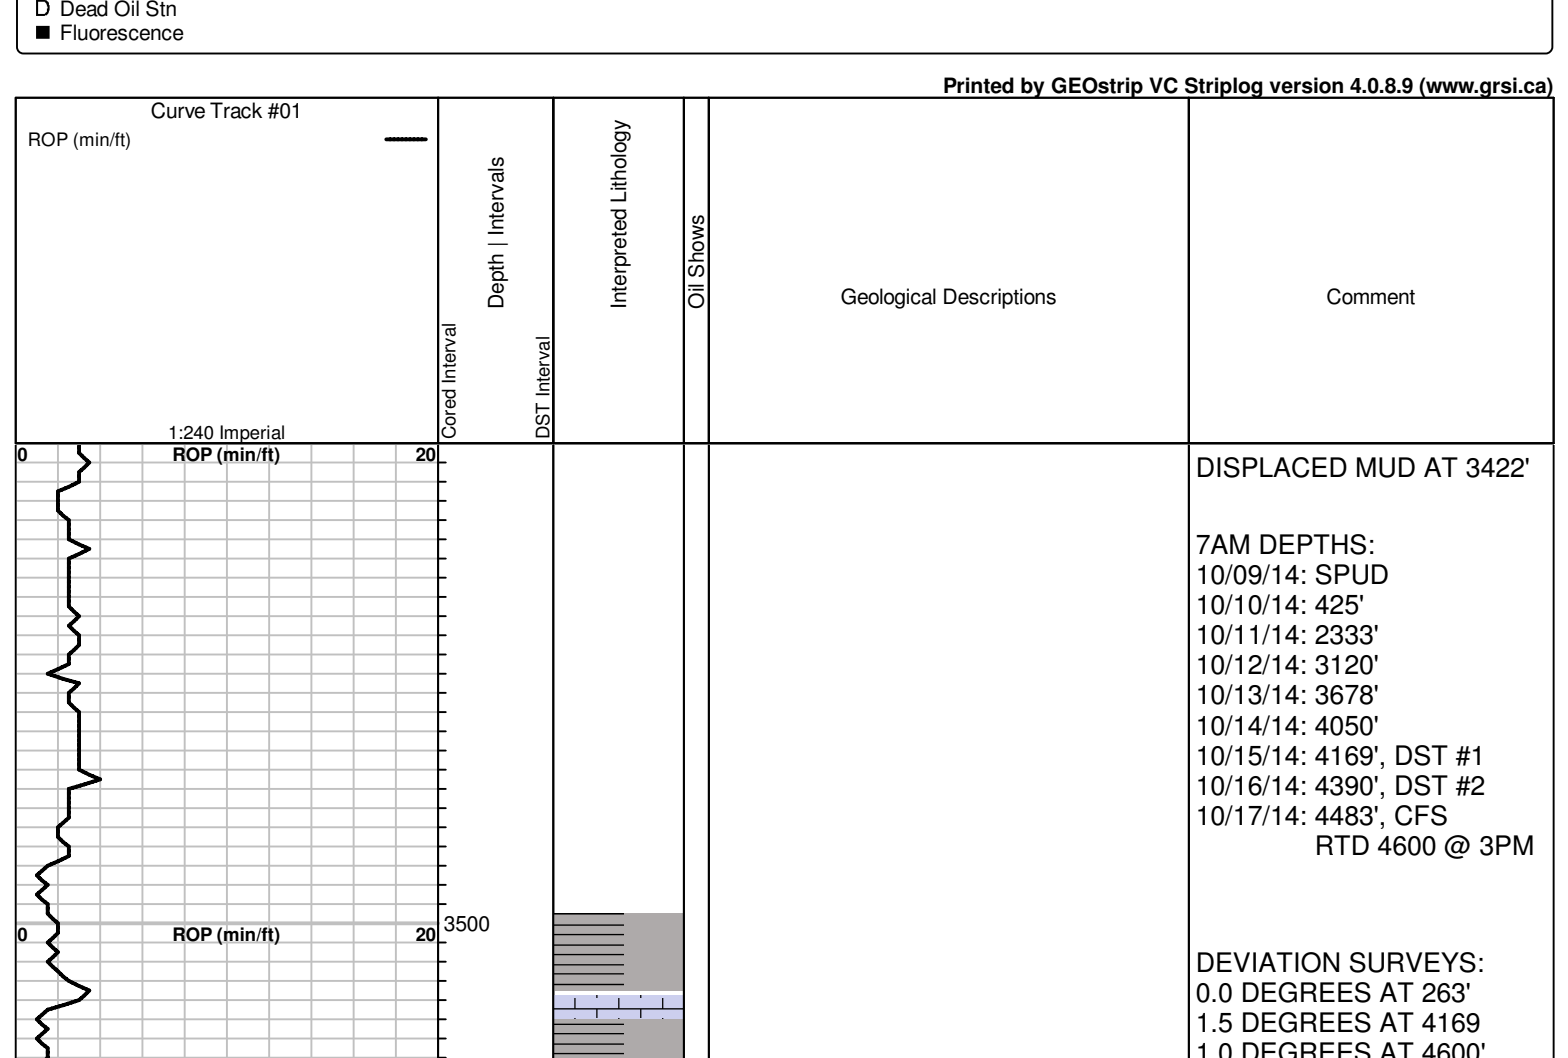 D Dead Oil Stn
Fluorescence
Printed by GEOstrip VC Striplog version 4.0.8.9 (www.grsi.ca)
Curve Track #01
ROP (min/ft)
1:240 Imperial
Cored Interval
Depth | Intervals
DST Interval
Interpreted Lithology
Oil Shows
Geological Descriptions
Comment
0 ROP (min/ft) 20
DISPLACED MUD AT 3422'
7AM DEPTHS:
10/09/14: SPUD
10/10/14: 425'
10/11/14: 2333'
10/12/14: 3120'
10/13/14: 3678'
10/14/14: 4050'
10/15/14: 4169', DST #1
10/16/14: 4390', DST #2
10/17/14: 4483', CFS
RTD 4600 @ 3PM
3500
0 ROP (min/ft) 20
DEVIATION SURVEYS:
0.0 DEGREES AT 263'
1.5 DEGREES AT 4169
1.0 DEGREES AT 4600'